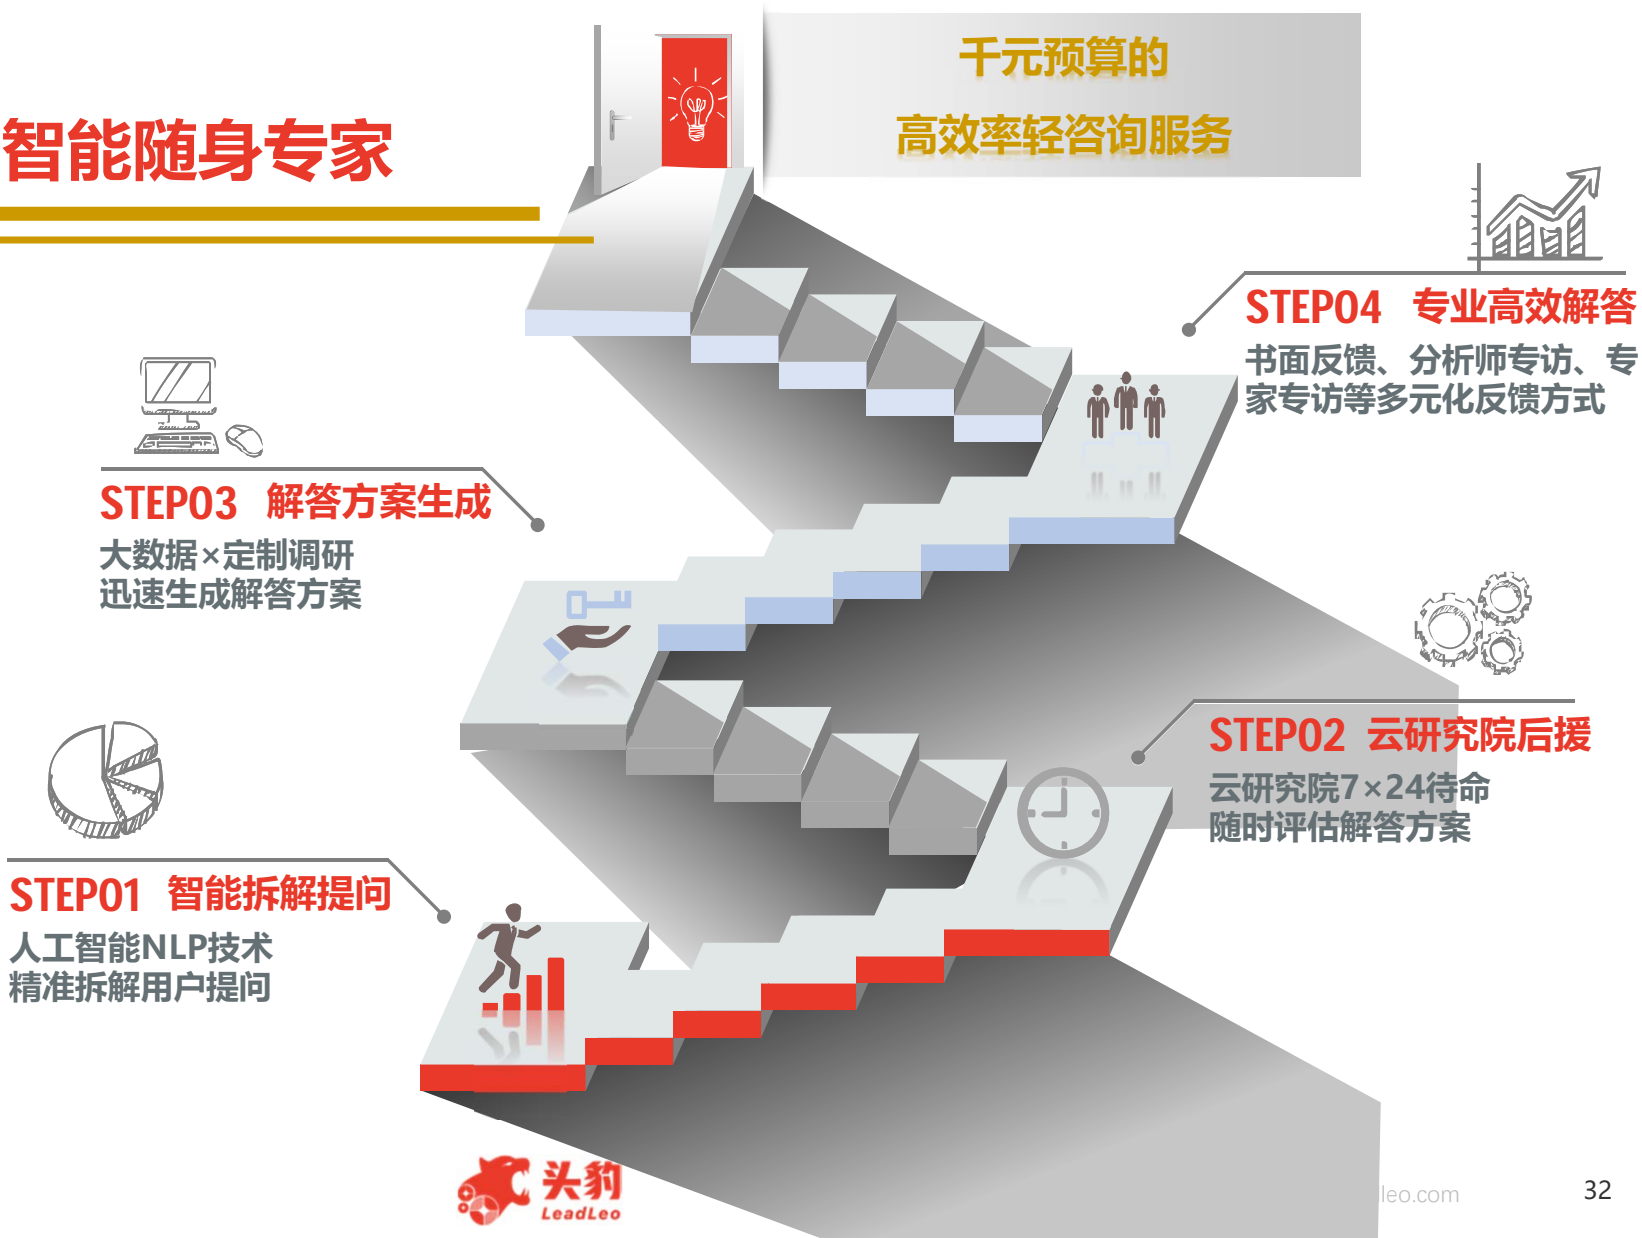 千元预算的
高效率轻咨询服务
智能随身专家
STEP04 专业高效解答
书面反馈、分析师专访、专
家专访等多元化反馈方式
STEP03 解答方案生成
大数据×定制调研
迅速生成解答方案
STEP02 云研究院后援
云研究院7×24待命
随时评估解答方案
STEP01 智能拆解提问
人工智能NLP技术
精准拆解用户提问
头豹
LeadLeo
leo.com
32